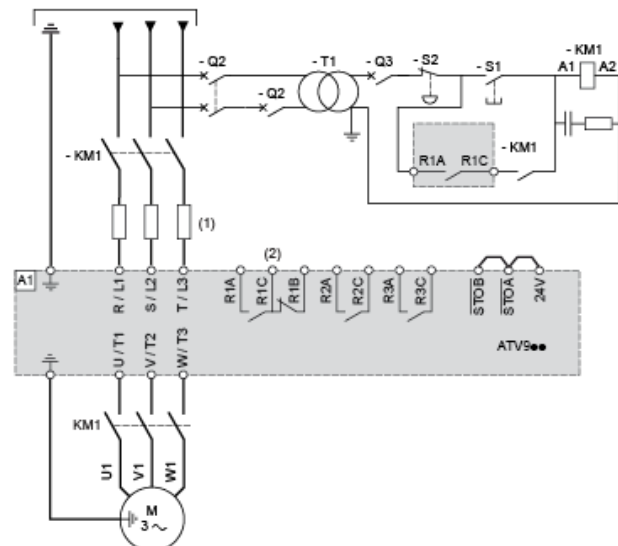 - Q2
- T1
- Q3
- S2
- S1
- KM1
A1
A2
- Q2
- KM1
R1A
R1C
- KM1
(1)
(2)
A1
R / L1
S / L2
T / L3
R1A
R1C
R1B
R2A
R2C
R3A
R3C
STOB
STOA
24V
U / T1
V / T2
W / T3
ATV9●●
KM1
U1
V1
W1
M
3 ~